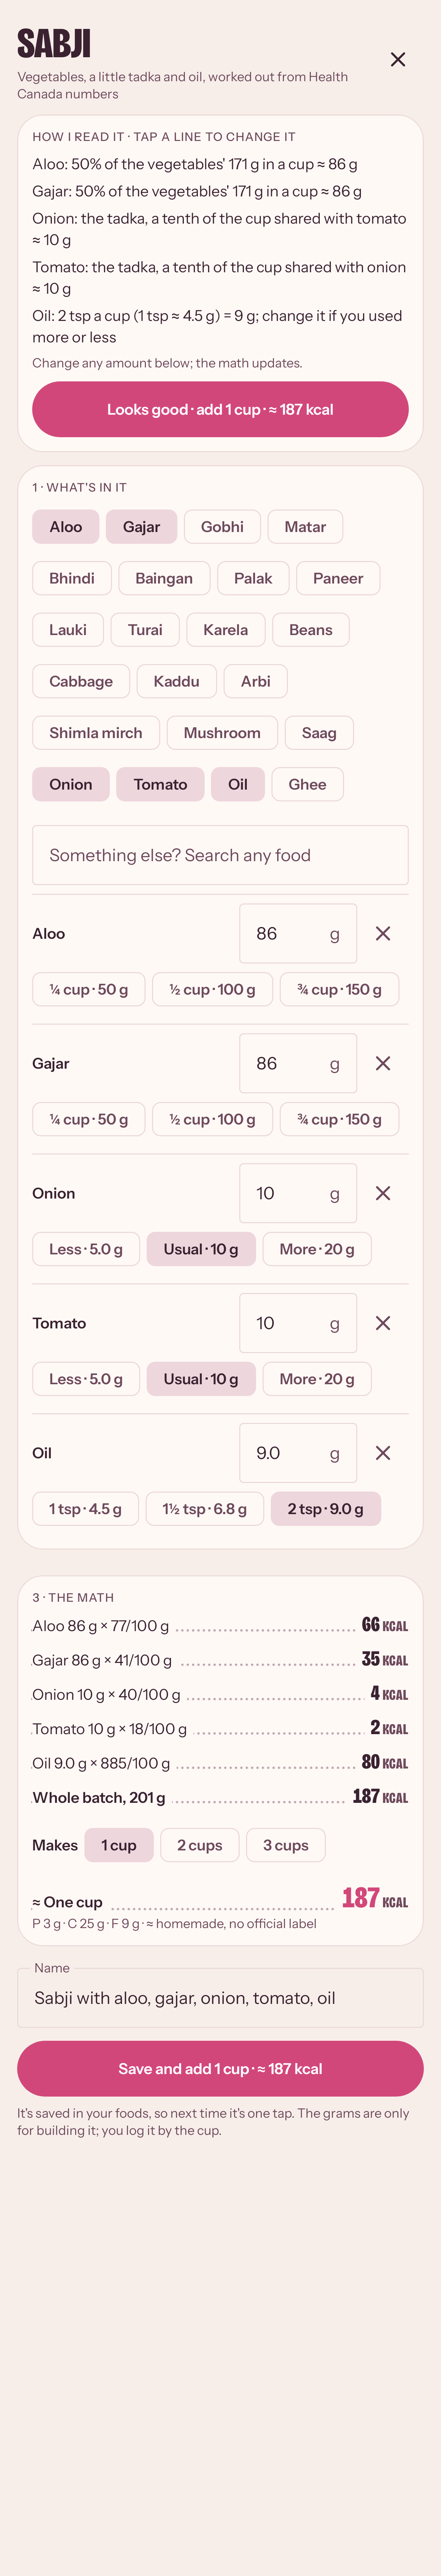 SABJI
Vegetables, a little tadka and oil, worked out from Health
Canada numbers
HOW I READ IT · TAP A LINE TO CHANGE IT
Aloo: 50% of the vegetables' 171 g in a cup ≈ 86 g
Gajar: 50% of the vegetables' 171 g in a cup ≈ 86 g
Onion: the tadka, a tenth of the cup shared with tomato
≈ 10 g
Tomato: the tadka, a tenth of the cup shared with onion
≈ 10 g
Oil: 2 tsp a cup (1 tsp ≈ 4.5 g) = 9 g; change it if you used
more or less
Change any amount below; the math updates.
Looks good · add 1 cup · ≈ 187 kcal
1 · WHAT'S IN IT
Aloo Gajar Gobhi Matar
Bhindi Baingan Palak Paneer
Lauki Turai Karela Beans
Cabbage Kaddu Arbi
Shimla mirch Mushroom Saag
Onion Tomato Oil Ghee
Something else? Search any food
Aloo 86 g
¼ cup · 50 g ½ cup · 100 g ¾ cup · 150 g
Gajar 86 g
¼ cup · 50 g ½ cup · 100 g ¾ cup · 150 g
Onion 10 g
Less · 5.0 g Usual · 10 g More · 20 g
Tomato 10 g
Less · 5.0 g Usual · 10 g More · 20 g
Oil 9.0 g
1 tsp · 4.5 g 1½ tsp · 6.8 g 2 tsp · 9.0 g
3 · THE MATH
Aloo 86 g × 77/100 g 66 KCAL
Gajar 86 g × 41/100 g 35 KCAL
Onion 10 g × 40/100 g 4 KCAL
Tomato 10 g × 18/100 g 2 KCAL
Oil 9.0 g × 885/100 g 80 KCAL
Whole batch, 201 g 187 KCAL
Makes 1 cup 2 cups 3 cups
≈ One cup 187 KCAL
P 3 g · C 25 g · F 9 g · ≈ homemade, no official label
Name
Sabji with aloo, gajar, onion, tomato, oil
Save and add 1 cup · ≈ 187 kcal
It's saved in your foods, so next time it's one tap. The grams are only
for building it; you log it by the cup.